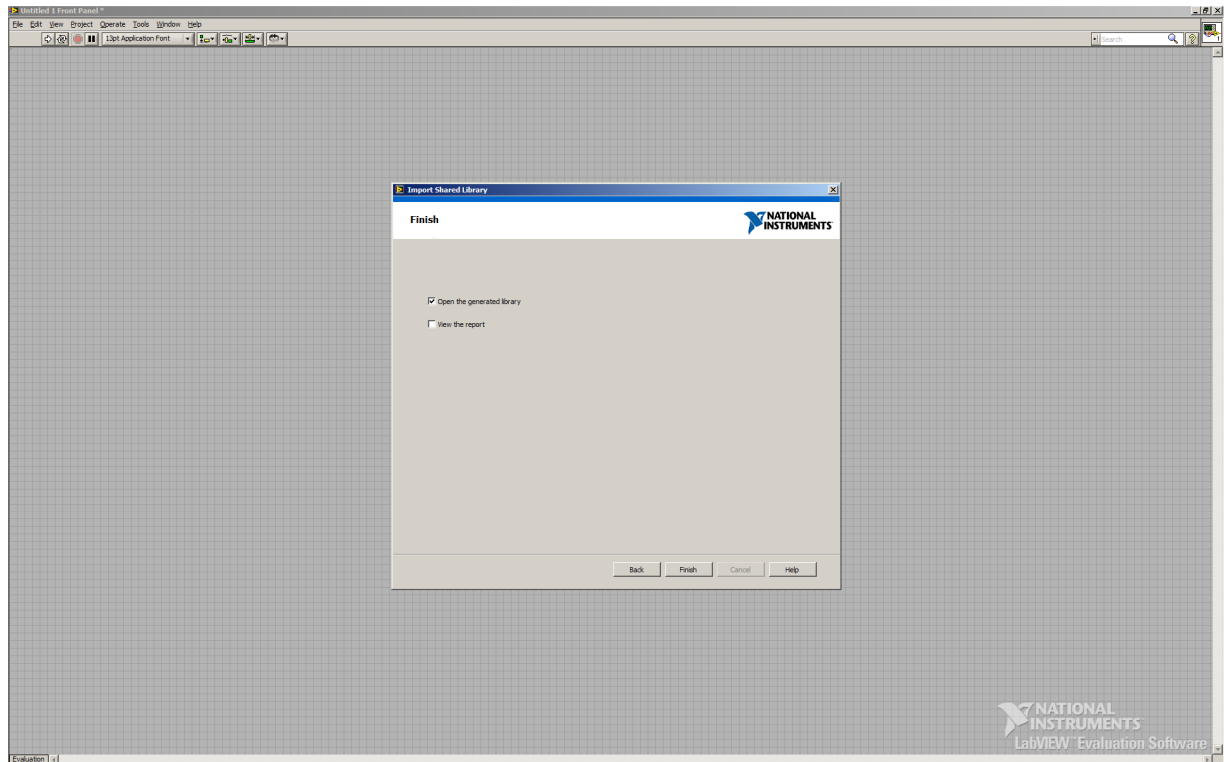 Untitled 1 Front Panel *
File Edit View Project Operate Tools Window Help
13pt Application Font
Search
Import Shared Library
Finish
NATIONAL
INSTRUMENTS
Open the generated library
View the report
Back Finish Cancel Help
NATIONAL
INSTRUMENTS
LabVIEW™ Evaluation Software
Evaluation